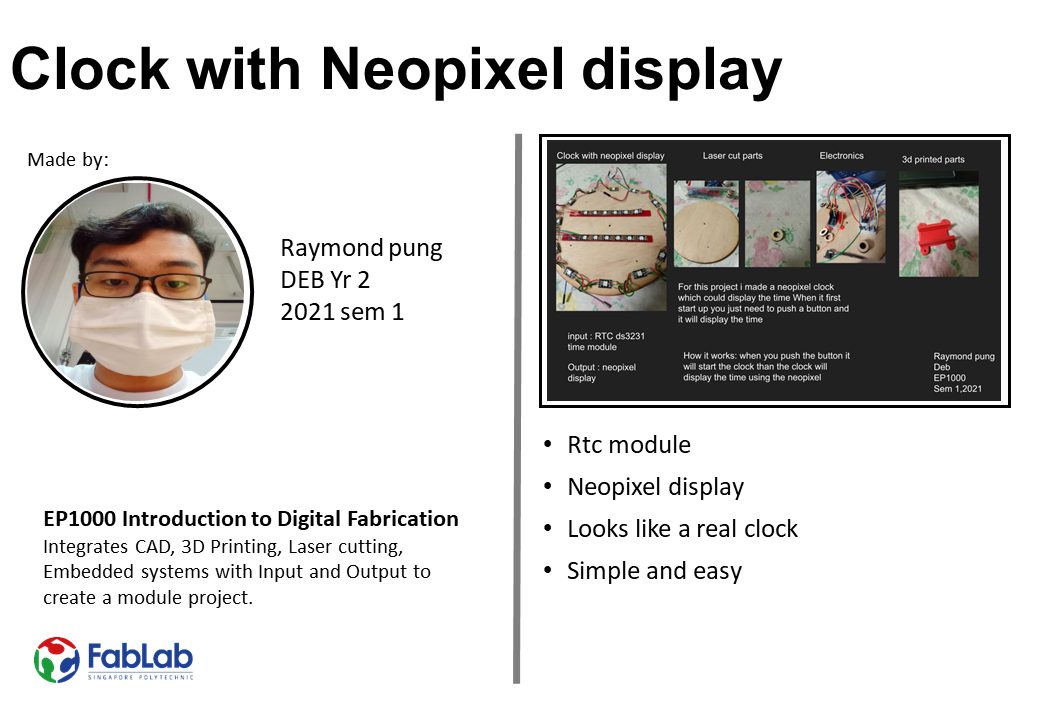 Clock with Neopixel display
Made by:
Raymond pung
DEB Yr 2
2021 sem 1
EP1000 Introduction to Digital Fabrication
Integrates CAD, 3D Printing, Laser cutting,
Embedded systems with Input and Output to
create a module project.
FabLab
SINGAPORE POLYTECHNIC
Clock with neopixel display
Laser cut parts
Electronics
3d printed parts
For this project i made a neopixel clock
which could display the time When it first
start up you just need to push a button and
it will display the time
input : RTC ds3231
time module
Output : neopixel
display
How it works: when you push the button it
will start the clock than the clock will
display the time using the neopixel
Raymond pung
Deb
EP1000
Sem 1,2021
• Rtc module
• Neopixel display
• Looks like a real clock
• Simple and easy